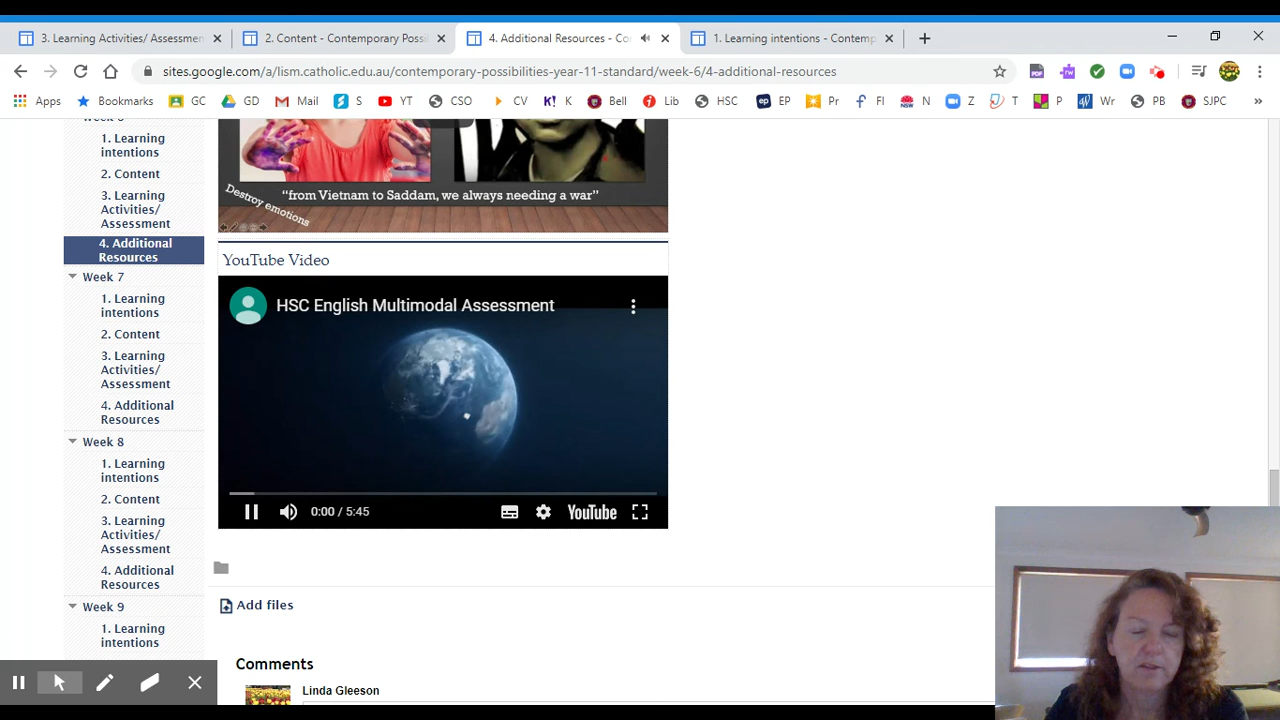 3. Learning Activities/ Assessmen
2. Content - Contemporary Possi
4. Additional Resources - Co
1. Learning intentions - Contemp
sites.google.com/a/lism.catholic.edu.au/contemporary-possibilities-year-11-standard/week-6/4-additional-resources
Apps Bookmarks GC GD Mail S YT CSO CV K Bell Lib SC EP Pr FI N Z T P Wr PB SJPC »
1. Learning
intentions
2. Content
3. Learning
Activities/
Assessment
4. Additional
Resources
Week 7
1. Learning
intentions
2. Content
3. Learning
Activities/
Assessment
4. Additional
Resources
Week 8
1. Learning
intentions
2. Content
3. Learning
Activities/
Assessment
4. Additional
Resources
Week 9
1. Learning
intentions
Destroy emotions
“from Vietnam to Saddam, we always needing a war”
YouTube Video
HSC English Multimodal Assessment
0:00 / 5:45
YouTube
Add files
Comments
Linda Gleeson